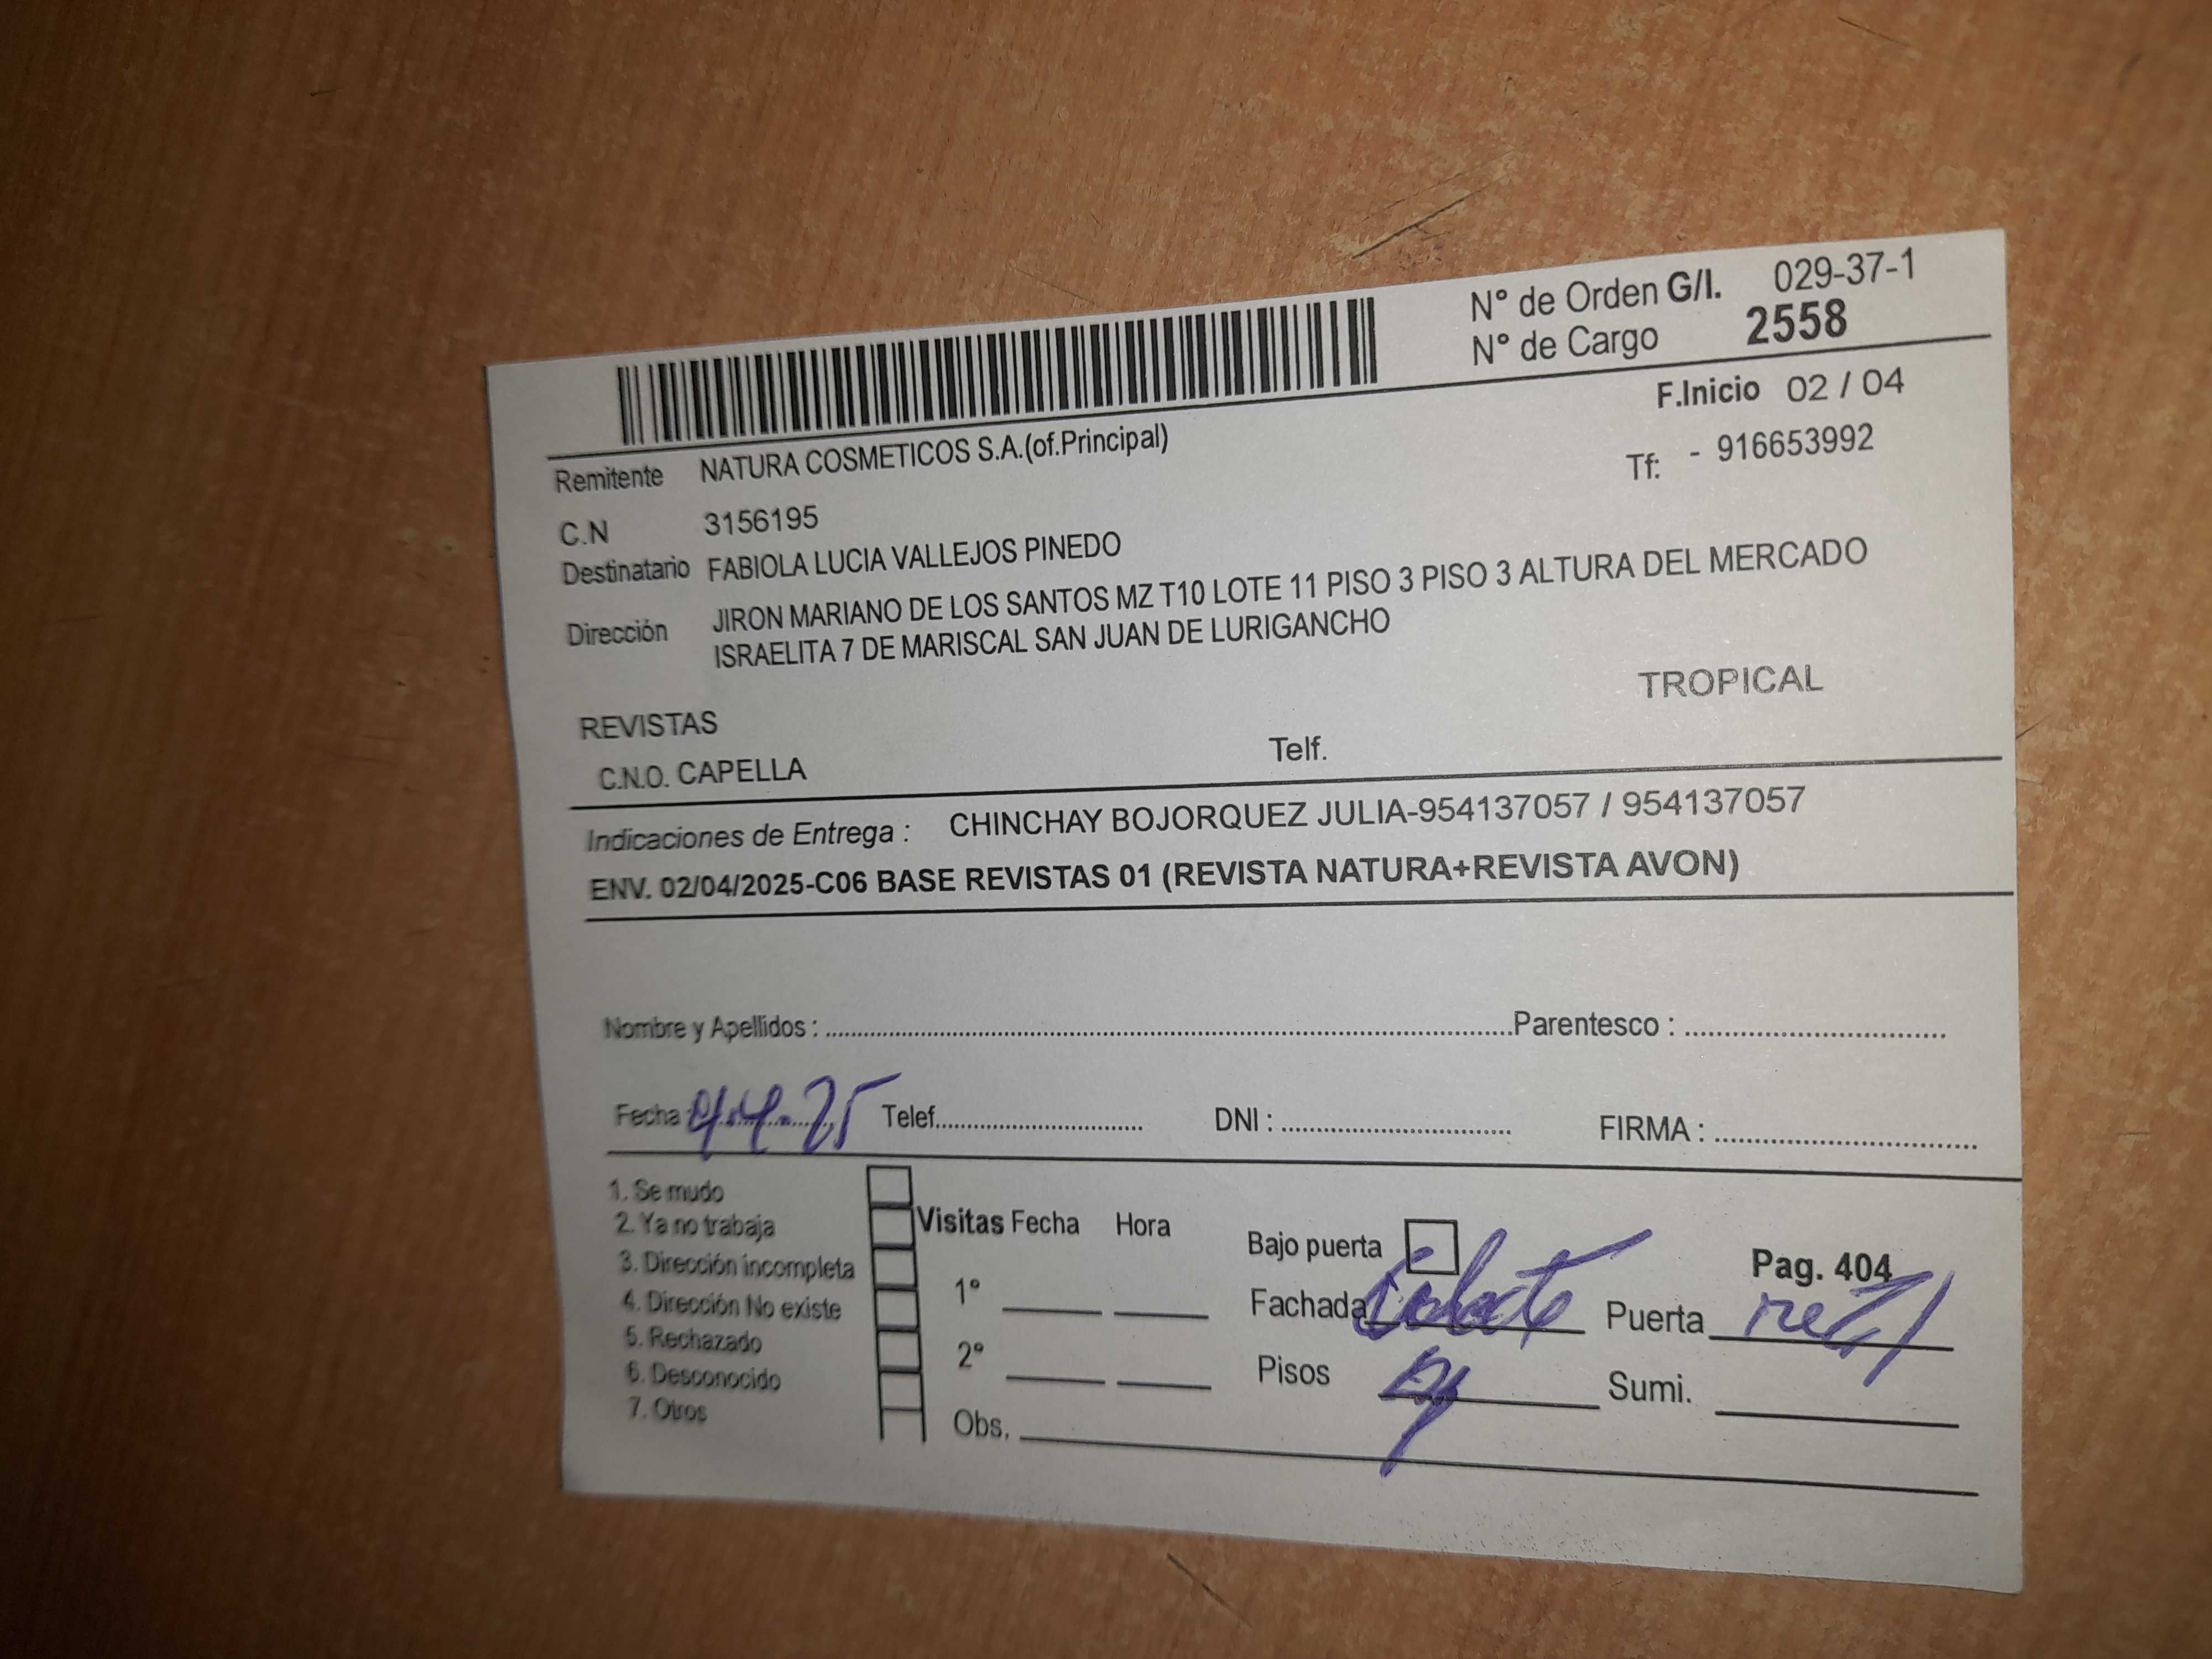 N° de Orden G/I. 029-37-1
N° de Cargo 2558
F.Inicio 02 / 04
Remitente NATURA COSMETICOS S.A.(of.Principal)
Tf: - 916653992
C.N 3156195
Destinatario FABIOLA LUCIA VALLEJOS PINEDO
Dirección JIRON MARIANO DE LOS SANTOS MZ T10 LOTE 11 PISO 3 PISO 3 ALTURA DEL MERCADO
ISRAELITA 7 DE MARISCAL SAN JUAN DE LURIGANCHO
TROPICAL
REVISTAS
C.N.O. CAPELLA Telf.
Indicaciones de Entrega : CHINCHAY BOJORQUEZ JULIA-954137057 / 954137057
ENV. 02/04/2025-C06 BASE REVISTAS 01 (REVISTA NATURA+REVISTA AVON)
Nombre y Apellidos : Parentesco :
Fecha : 4.4.25 Telef. DNI : FIRMA :
1. Se mudo
2. Ya no trabaja
3. Dirección incompleta
4. Dirección No existe
5. Rechazado
6. Desconocido
7. Otros
Visitas Fecha Hora
1°
2°
Obs.
Bajo puerta
Pag. 404
Fachada Puerta
Pisos 4 Sumi.